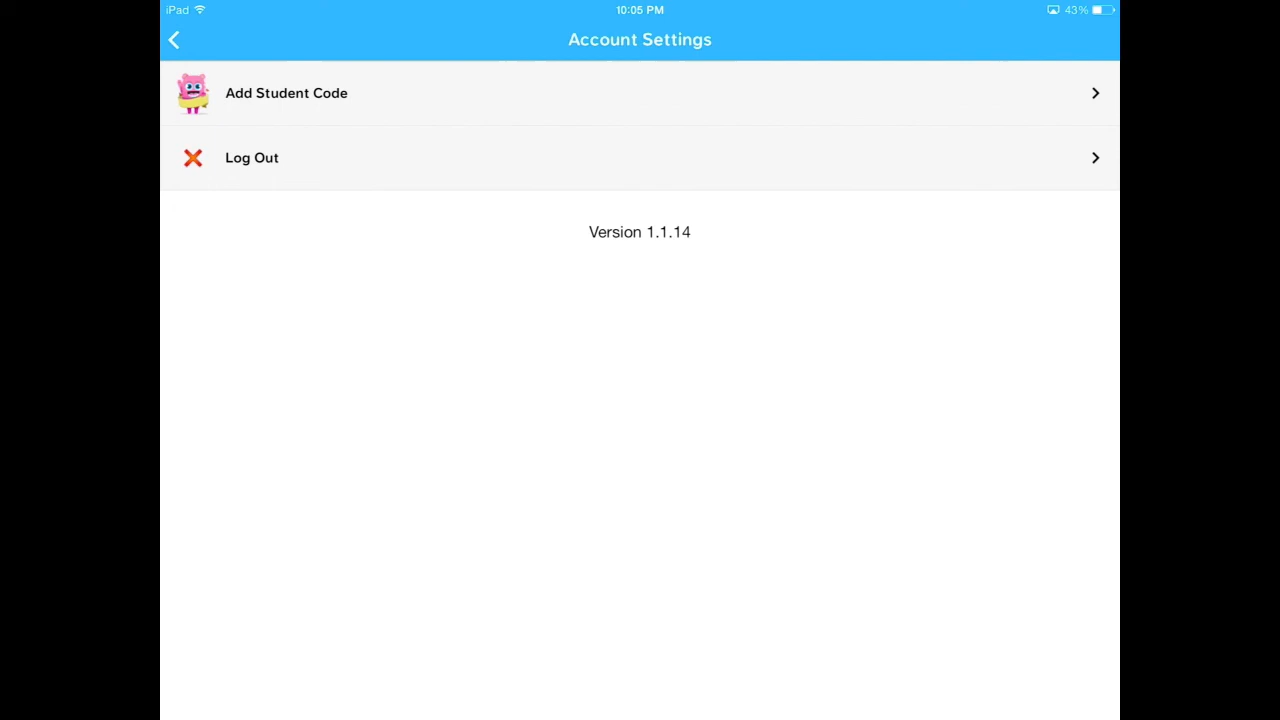 iPad 10:05 PM 43%
Account Settings
Add Student Code
Log Out
Version 1.1.14